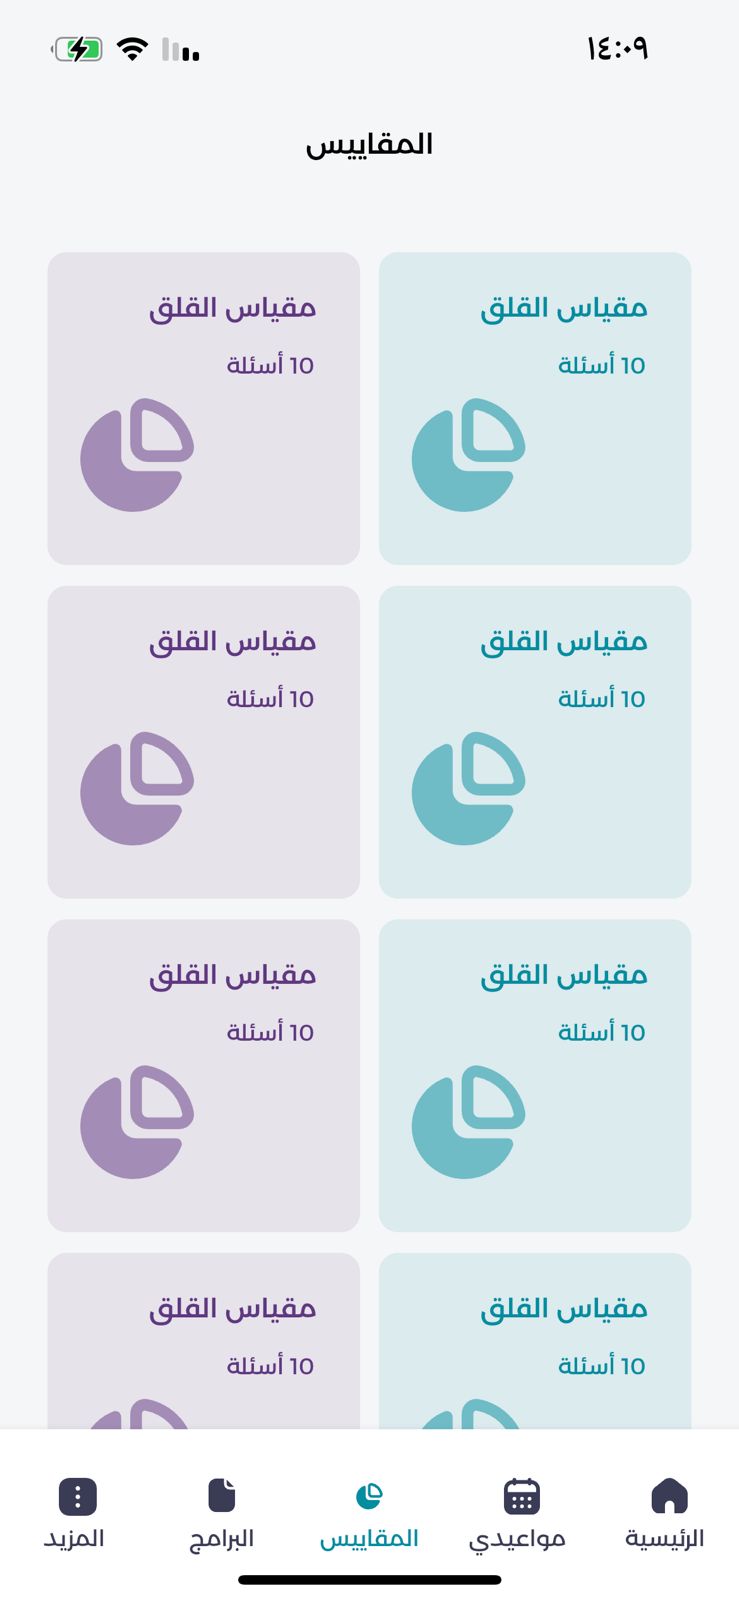 ١٤:٠٩
المقاييس
مقياس القلق
10 أسئلة
مقياس القلق
10 أسئلة
مقياس القلق
10 أسئلة
مقياس القلق
10 أسئلة
مقياس القلق
10 أسئلة
مقياس القلق
10 أسئلة
مقياس القلق
10 أسئلة
مقياس القلق
10 أسئلة
الرئيسية
مواعيدي
المقاييس
البرامج
المزيد